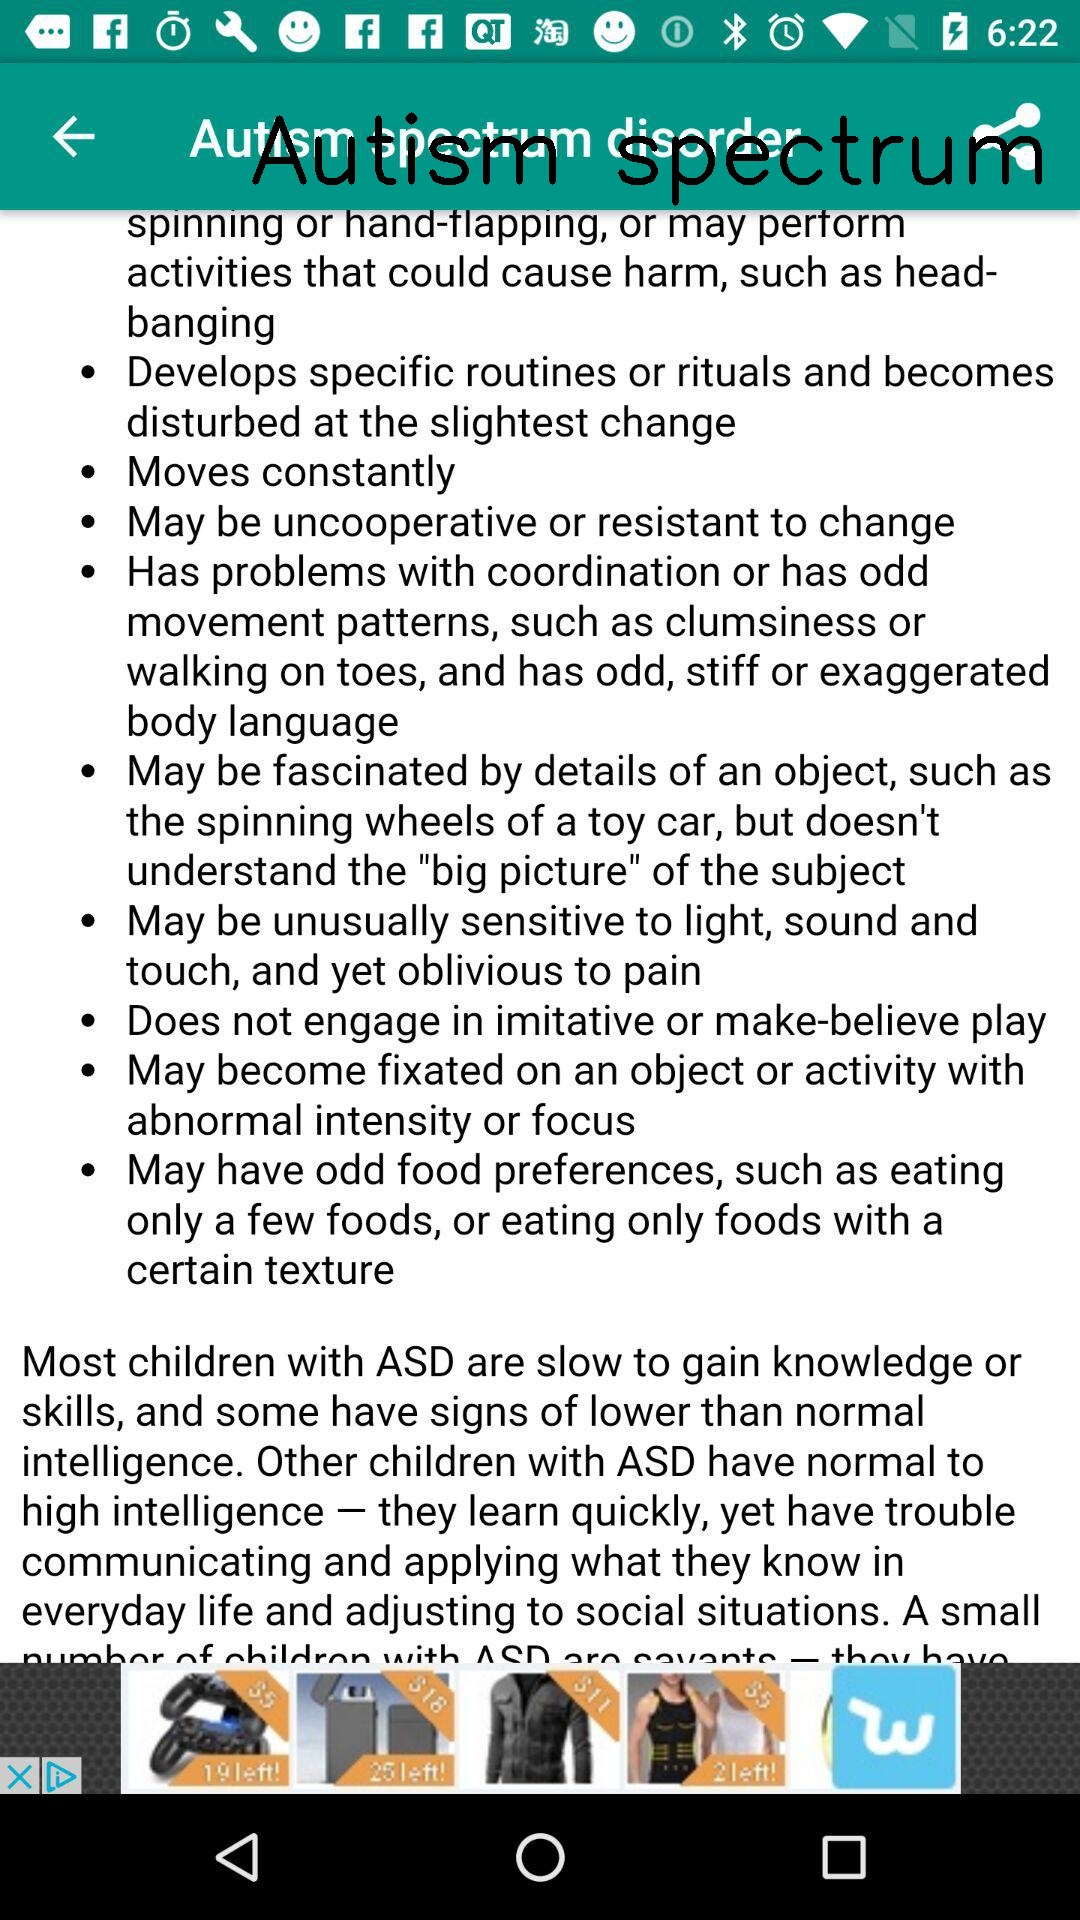 6:22
Autism spectrum disorder
Autism spectrum
spinning or hand-flapping, or may perform
activities that could cause harm, such as head-
banging
• Develops specific routines or rituals and becomes
disturbed at the slightest change
• Moves constantly
• May be uncooperative or resistant to change
• Has problems with coordination or has odd
movement patterns, such as clumsiness or
walking on toes, and has odd, stiff or exaggerated
body language
• May be fascinated by details of an object, such as
the spinning wheels of a toy car, but doesn't
understand the "big picture" of the subject
• May be unusually sensitive to light, sound and
touch, and yet oblivious to pain
• Does not engage in imitative or make-believe play
• May become fixated on an object or activity with
abnormal intensity or focus
• May have odd food preferences, such as eating
only a few foods, or eating only foods with a
certain texture
Most children with ASD are slow to gain knowledge or
skills, and some have signs of lower than normal
intelligence. Other children with ASD have normal to
high intelligence — they learn quickly, yet have trouble
communicating and applying what they know in
everyday life and adjusting to social situations. A small
number of children with ASD are savants — they have
$5 $18 $11 $5
19 left! 25 left! 2 left!